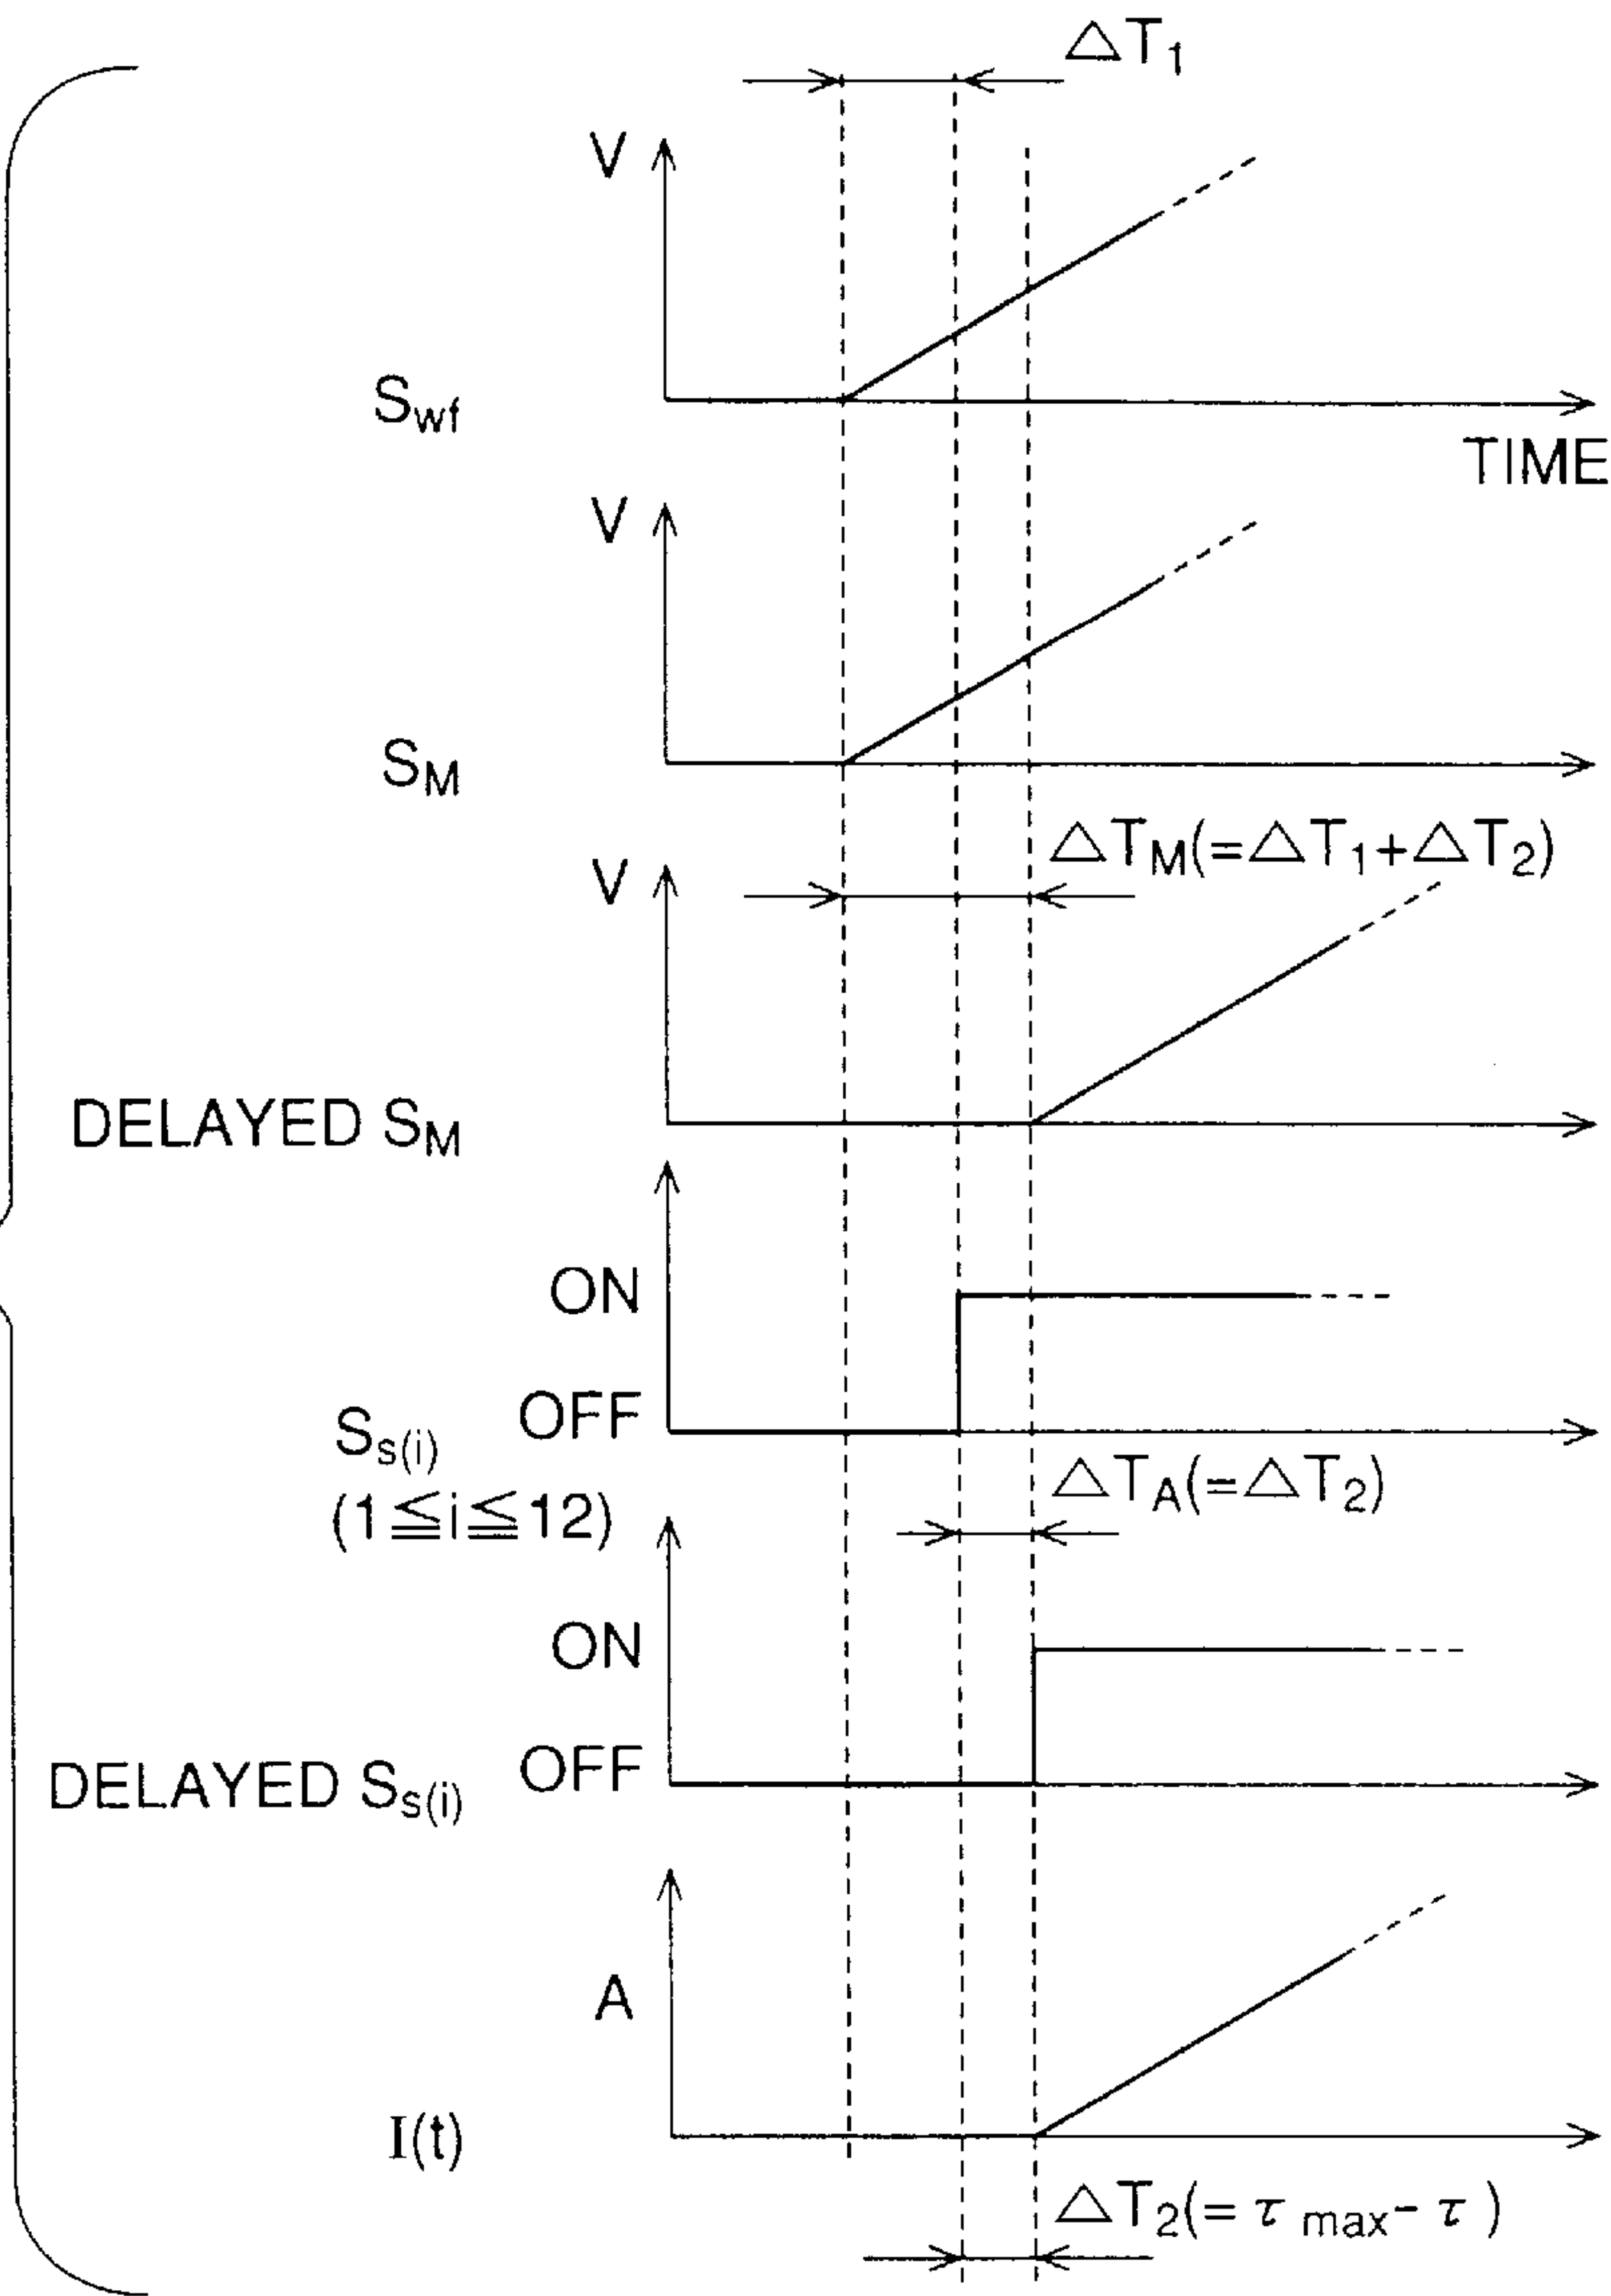 △T1
V
Swf
TIME
V
SM
△TM(=△T1+△T2)
V
DELAYED SM
ON
OFF
Ss(i)
(1≦i≦12)
△TA(=△T2)
ON
OFF
DELAYED Ss(i)
A
I(t)
△T2(= τ max- τ )